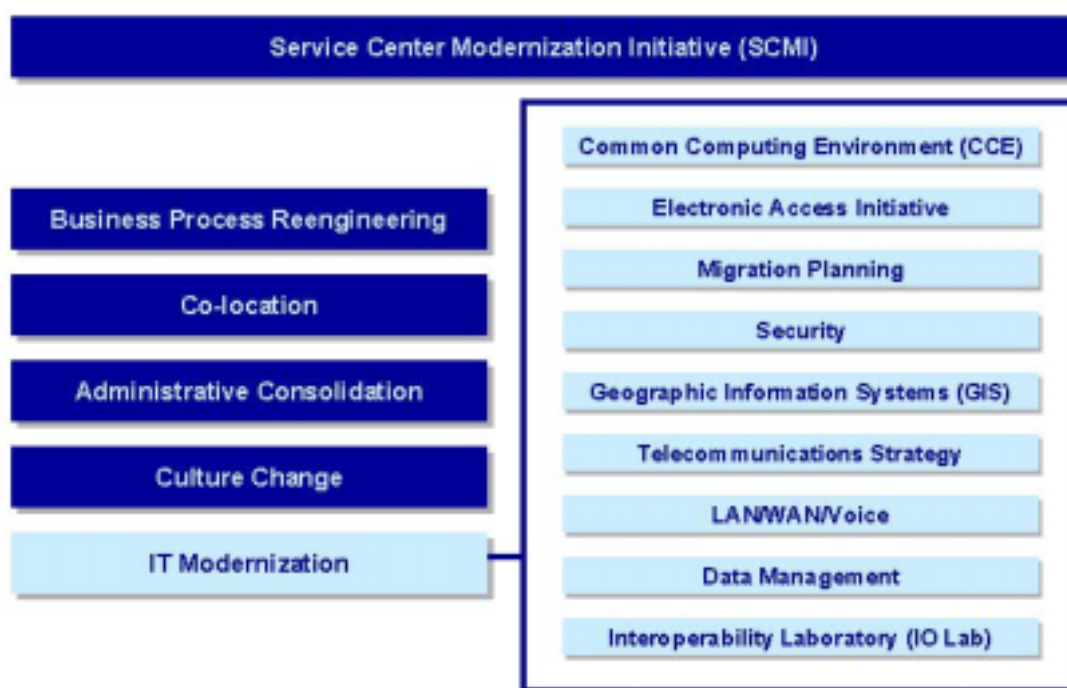 Service Center Modernization Initiative (SCMI)
Business Process Reengineering
Co-location
Administrative Consolidation
Culture Change
IT Modernization
Common Computing Environment (CCE)
Electronic Access Initiative
Migration Planning
Security
Geographic Information Systems (GIS)
Telecommunications Strategy
LAN/WAN/Voice
Data Management
Interoperability Laboratory (IO Lab)